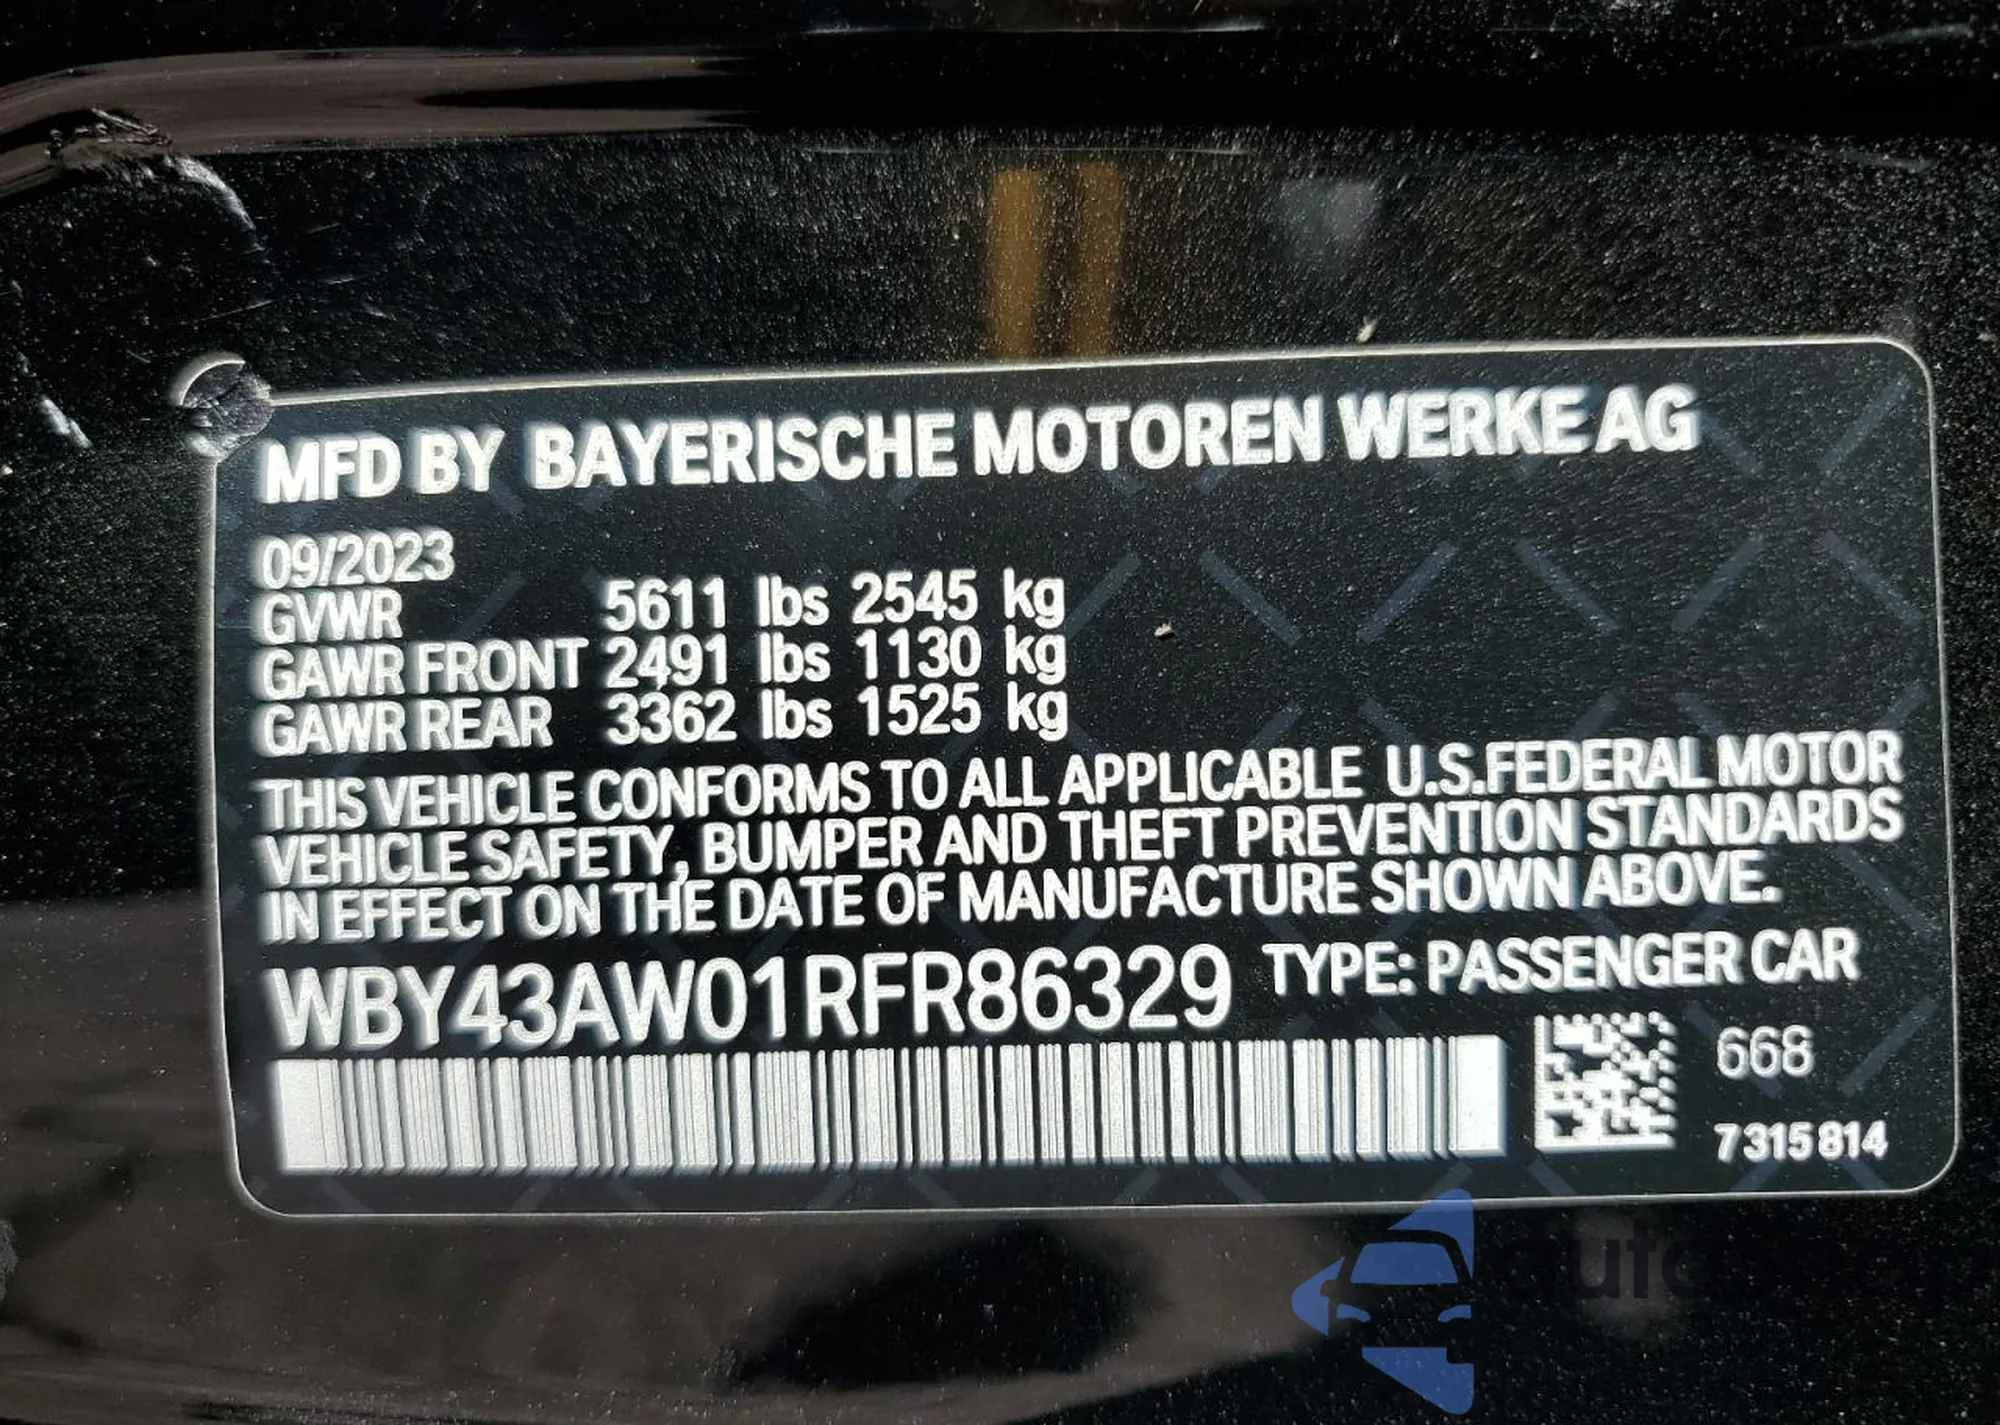 MFD BY BAYERISCHE MOTOREN WERKE AG
09/2023
GVWR 5611 lbs 2545 kg
GAWR FRONT 2491 lbs 1130 kg
GAWR REAR 3362 lbs 1525 kg
THIS VEHICLE CONFORMS TO ALL APPLICABLE U.S.FEDERAL MOTOR
VEHICLE SAFETY, BUMPER AND THEFT PREVENTION STANDARDS
IN EFFECT ON THE DATE OF MANUFACTURE SHOWN ABOVE.
WBY43AW01RFR86329 TYPE: PASSENGER CAR
668
7315814